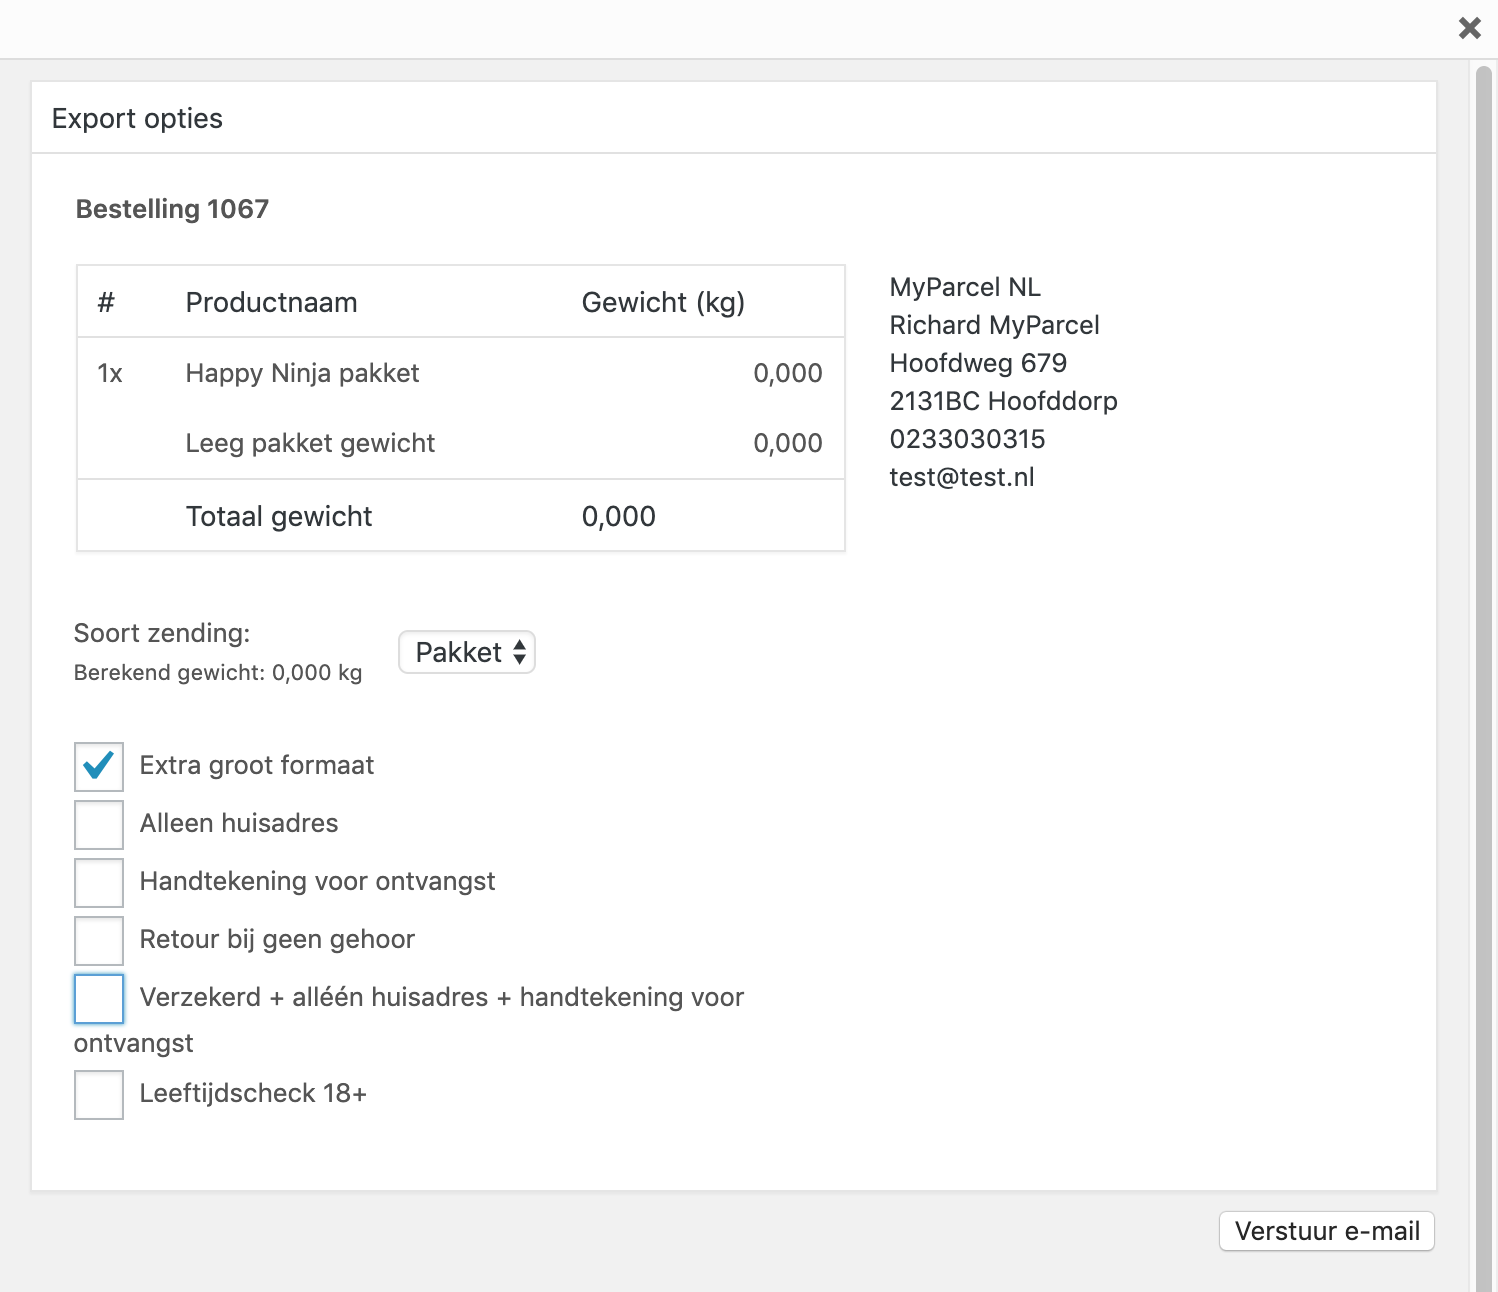 Export opties
Bestelling 1067
# Productnaam Gewicht (kg)
1x Happy Ninja pakket 0,000
Leeg pakket gewicht 0,000
Totaal gewicht 0,000
MyParcel NL
Richard MyParcel
Hoofdweg 679
2131BC Hoofddorp
0233030315
test@test.nl
Soort zending:
Berekend gewicht: 0,000 kg
Pakket
Extra groot formaat
Alleen huisadres
Handtekening voor ontvangst
Retour bij geen gehoor
Verzekerd + alléén huisadres + handtekening voor
ontvangst
Leeftijdscheck 18+
Verstuur e-mail